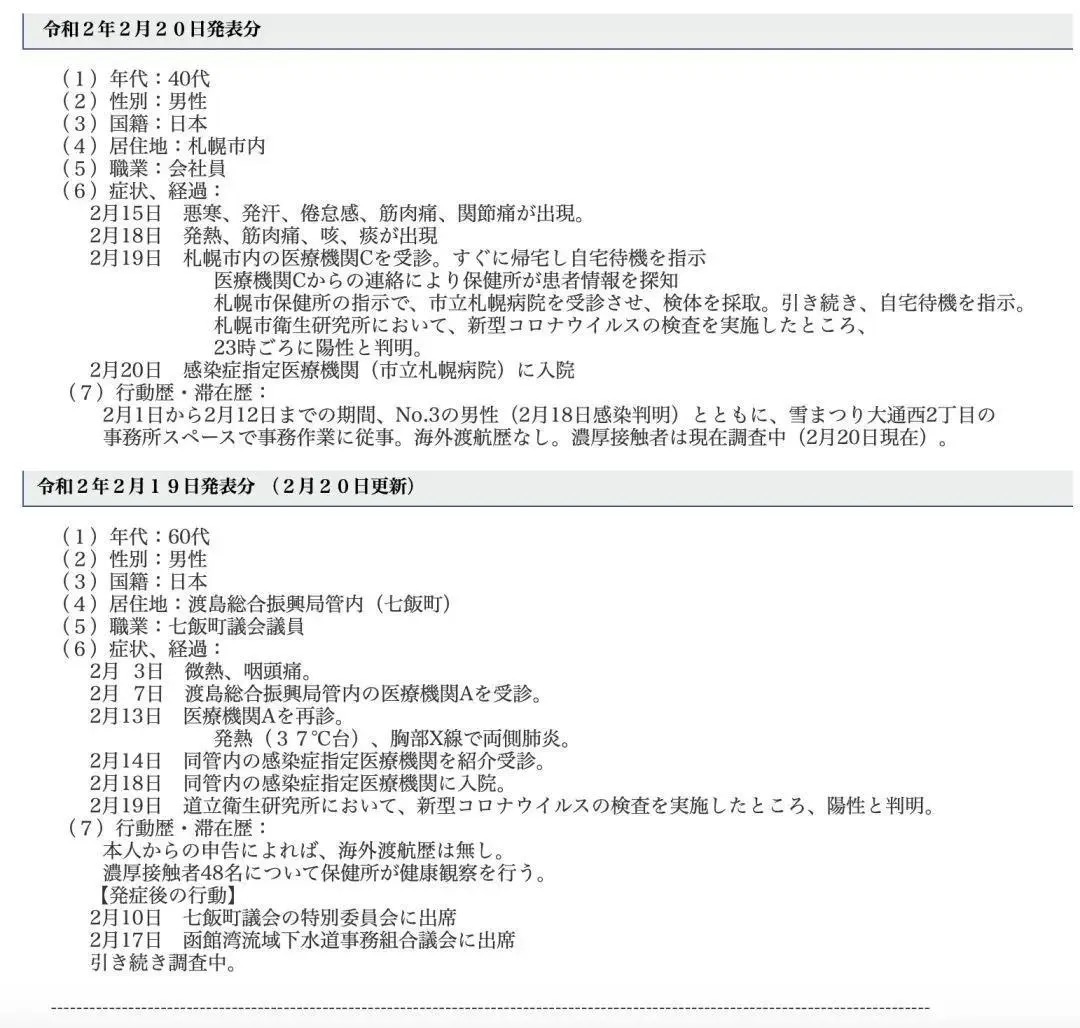 令和２年２月２０日発表分
（1）年代：40代
（2）性別：男性
（3）国籍：日本
（4）居住地：札幌市内
（5）職業：会社員
（6）症状、経過：
2月15日　悪寒、発汗、倦怠感、筋肉痛、関節痛が出現。
2月18日　発熱、筋肉痛、咳、痰が出現
2月19日　札幌市内の医療機関Cを受診。すぐに帰宅し自宅待機を指示
医療機関Cからの連絡により保健所が患者情報を探知
札幌市保健所の指示で、市立札幌病院を受診させ、検体を採取。引き続き、自宅待機を指示。
札幌市衛生研究所において、新型コロナウイルスの検査を実施したところ、
23時ごろに陽性と判明。
2月20日　感染症指定医療機関（市立札幌病院）に入院
（7）行動歴・滞在歴：
2月1日から2月12日までの期間、No.3の男性（2月18日感染判明）とともに、雪まつり大通西2丁目の
事務所スペースで事務作業に従事。海外渡航歴なし。濃厚接触者は現在調査中（2月20日現在）。
令和２年２月１９日発表分 （２月２０日更新）
（1）年代：60代
（2）性別：男性
（3）国籍：日本
（4）居住地：渡島総合振興局管内（七飯町）
（5）職業：七飯町議会議員
（6）症状、経過：
2月 3日　微熱、咽頭痛。
2月 7日　渡島総合振興局管内の医療機関Aを受診。
2月13日　医療機関Aを再診。
発熱（３７℃台）、胸部X線で両側肺炎。
2月14日　同管内の感染症指定医療機関を紹介受診。
2月18日　同管内の感染症指定医療機関に入院。
2月19日　道立衛生研究所において、新型コロナウイルスの検査を実施したところ、陽性と判明。
（7）行動歴・滞在歴：
本人からの申告によれば、海外渡航歴は無し。
濃厚接触者48名について保健所が健康観察を行う。
【発症後の行動】
2月10日　七飯町議会の特別委員会に出席
2月17日　函館湾流域下水道事務組合議会に出席
引き続き調査中。